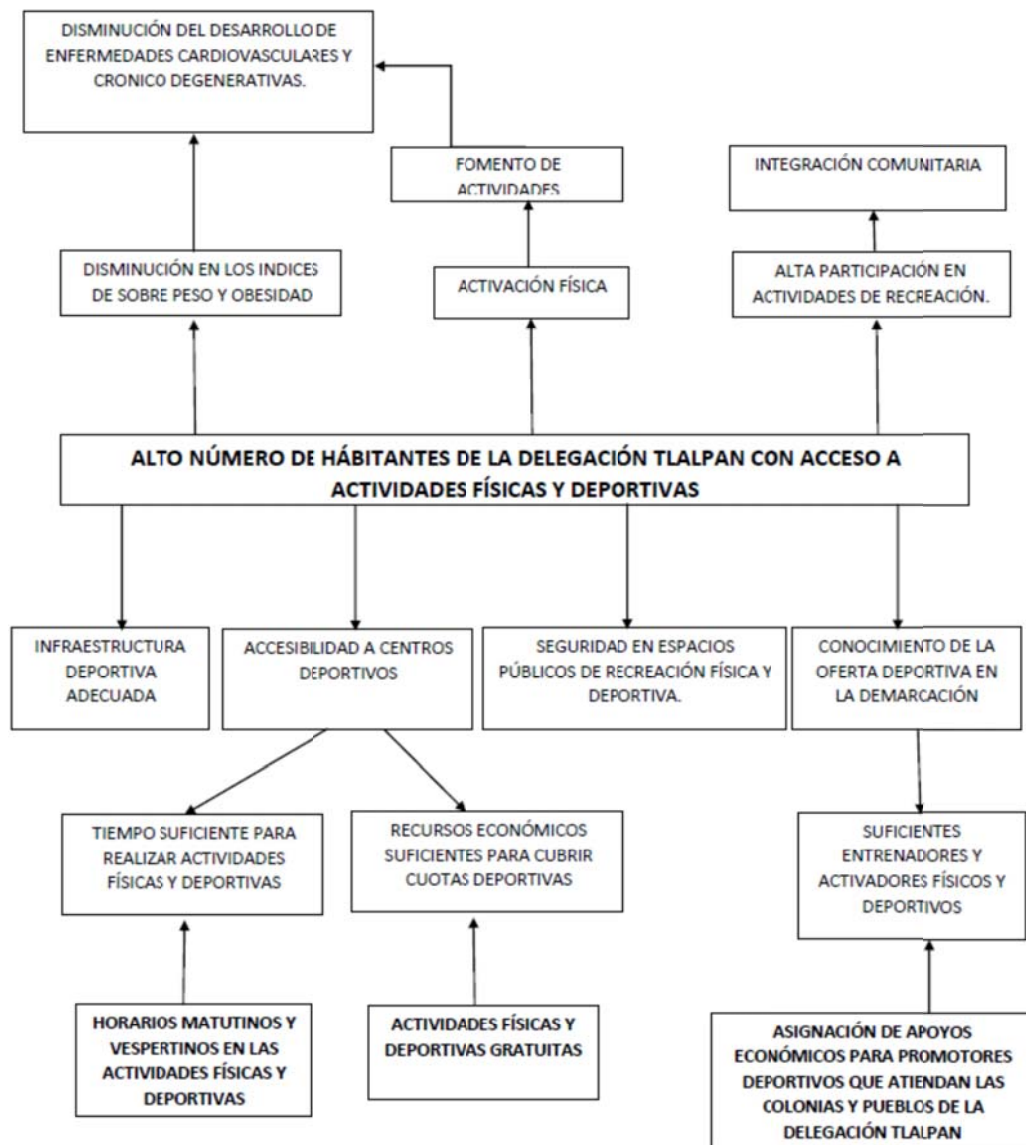 DISMINUCIÓN DEL DESARROLLO DE
ENFERMEDADES CARDIOVASCULARES Y
CRONICO DEGENERATIVAS.
FOMENTO DE
ACTIVIDADES
INTEGRACIÓN COMUNITARIA
DISMINUCIÓN EN LOS INDICES
DE SOBRE PESO Y OBESIDAD
ACTIVACIÓN FÍSICA
ALTA PARTICIPACIÓN EN
ACTIVIDADES DE RECREACIÓN.
ALTO NÚMERO DE HÁBITANTES DE LA DELEGACIÓN TLALPAN CON ACCESO A
ACTIVIDADES FÍSICAS Y DEPORTIVAS
INFRAESTRUCTURA
DEPORTIVA
ADECUADA
ACCESIBILIDAD A CENTROS
DEPORTIVOS
SEGURIDAD EN ESPACIOS
PÚBLICOS DE RECREACIÓN FÍSICA Y
DEPORTIVA.
CONOCIMIENTO DE LA
OFERTA DEPORTIVA EN
LA DEMARCACIÓN
TIEMPO SUFICIENTE PARA
REALIZAR ACTIVIDADES
FÍSICAS Y DEPORTIVAS
RECURSOS ECONÓMICOS
SUFICIENTES PARA CUBRIR
CUOTAS DEPORTIVAS
SUFICIENTES
ENTRENADORES Y
ACTIVADORES FÍSICOS Y
DEPORTIVOS
HORARIOS MATUTINOS Y
VESPERTINOS EN LAS
ACTIVIDADES FÍSICAS Y
DEPORTIVAS
ACTIVIDADES FÍSICAS Y
DEPORTIVAS GRATUITAS
ASIGNACIÓN DE APOYOS
ECONÓMICOS PARA PROMOTORES
DEPORTIVOS QUE ATIENDAN LAS
COLONIAS Y PUEBLOS DE LA
DELEGACIÓN TLALPAN